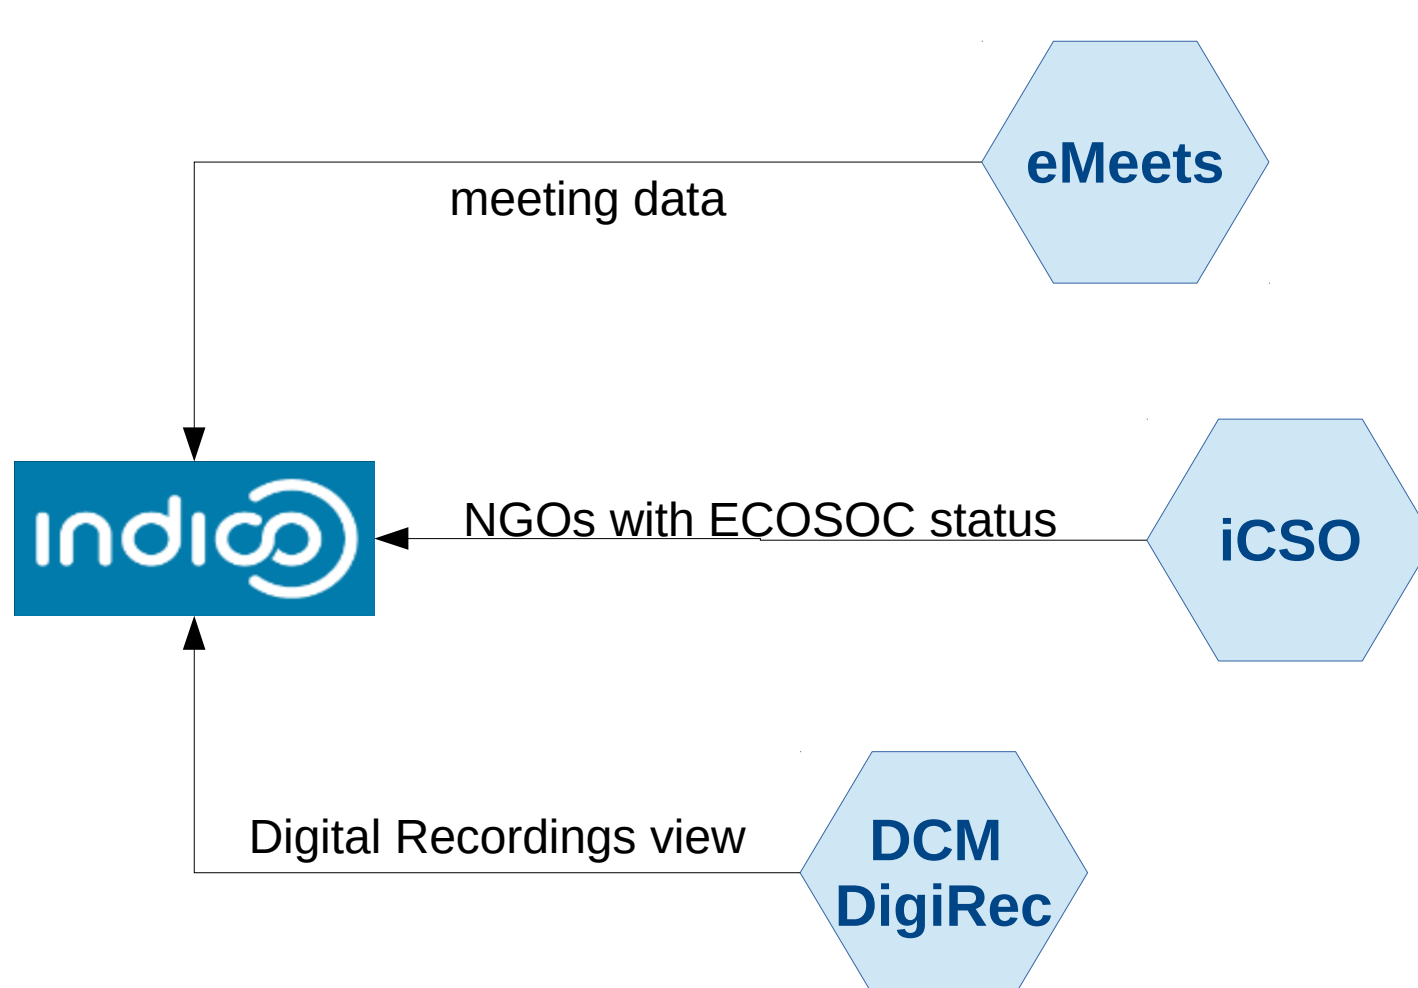 eMeets
meeting data
indico
NGOs with ECOSOC status
iCSO
Digital Recordings view
DCM
DigiRec